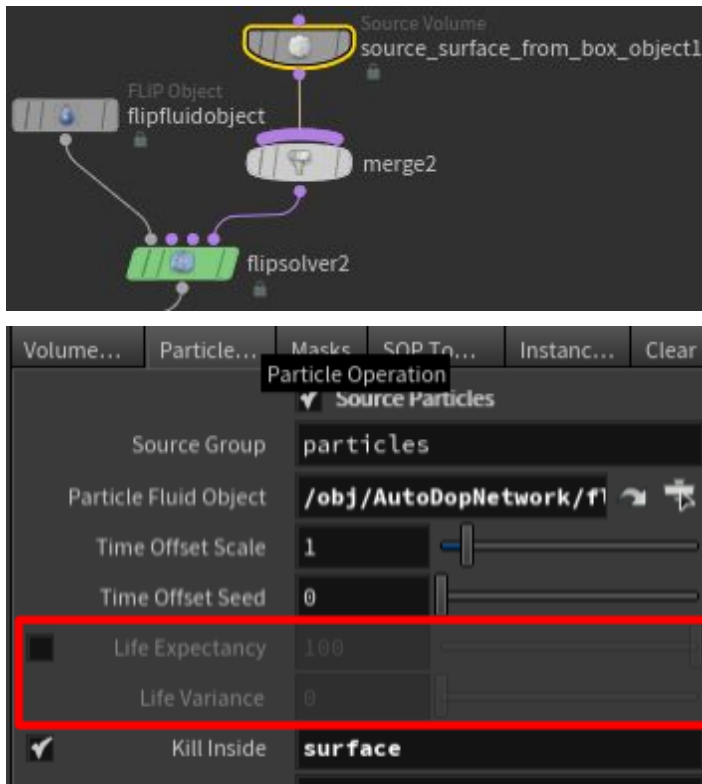 Source Volume
source_surface_from_box_object1
FLIP Object
flipfluidobject
merge2
flipsolver2
Volume... Particle... Masks SOP To... Instanc... Clear
Particle Operation
Source Particles
Source Group particles
Particle Fluid Object /obj/AutoDopNetwork/fl
Time Offset Scale 1
Time Offset Seed 0
Life Expectancy 100
Life Variance 0
Kill Inside surface